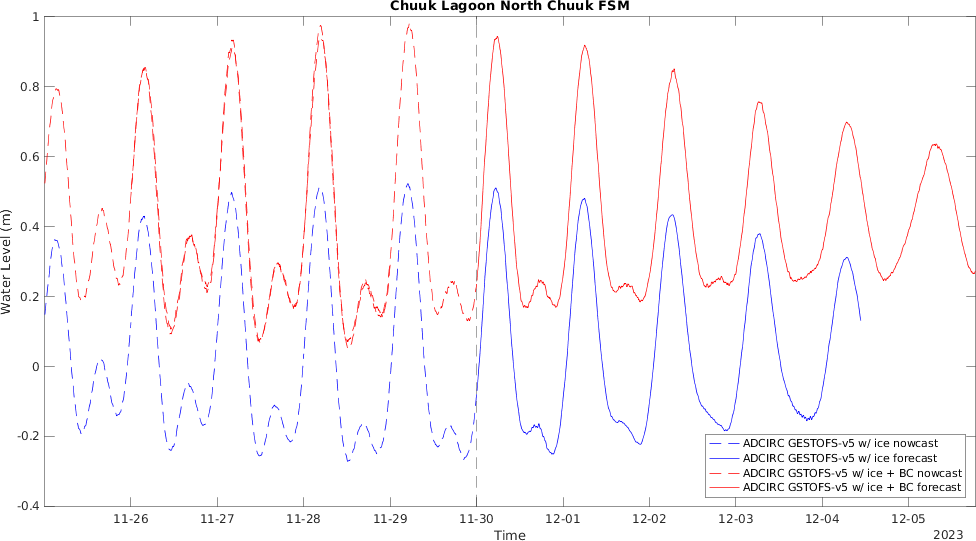 Chuuk Lagoon North Chuuk FSM
Water Level (m)
1
0.8
0.6
0.4
0.2
0
-0.2
-0.4
ADCIRC GESTOFS-v5 w/ ice nowcast
ADCIRC GESTOFS-v5 w/ ice forecast
ADCIRC GSTOFS-v5 w/ ice + BC nowcast
ADCIRC GSTOFS-v5 w/ ice + BC forecast
11-26 11-27 11-28 11-29 11-30 12-01 12-02 12-03 12-04 12-05
Time
2023